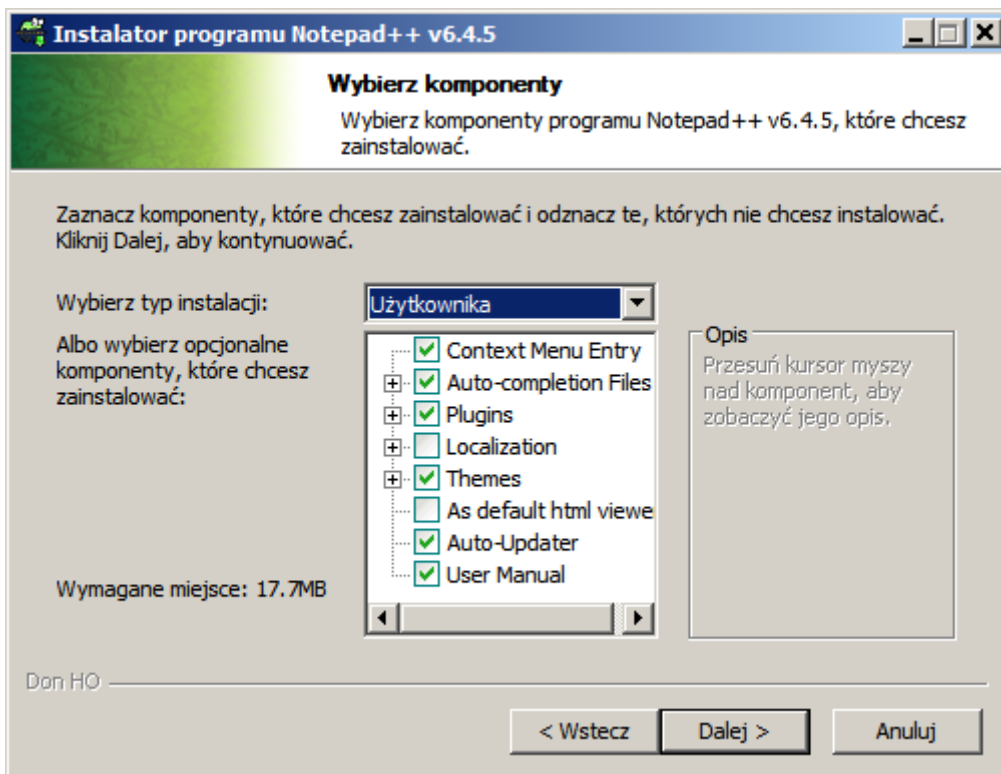 Instalator programu Notepad++ v6.4.5
Wybierz komponenty
Wybierz komponenty programu Notepad++ v6.4.5, które chcesz
zainstalować.
Zaznacz komponenty, które chcesz zainstalować i odznacz te, których nie chcesz instalować.
Kliknij Dalej, aby kontynuować.
Wybierz typ instalacji:
Użytkownika
Albo wybierz opcjonalne
komponenty, które chcesz
zainstalować:
Context Menu Entry
Auto-completion Files
Plugins
Localization
Themes
As default html viewe
Auto-Updater
User Manual
Opis
Przesuń kursor myszy
nad komponent, aby
zobaczyć jego opis.
Wymagane miejsce: 17.7MB
Don HO
< Wstecz
Dalej >
Anuluj